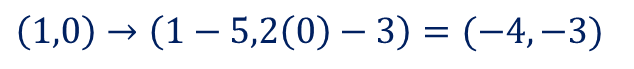 (1,0) → (1 − 5,2(0) − 3) = (−4, −3)